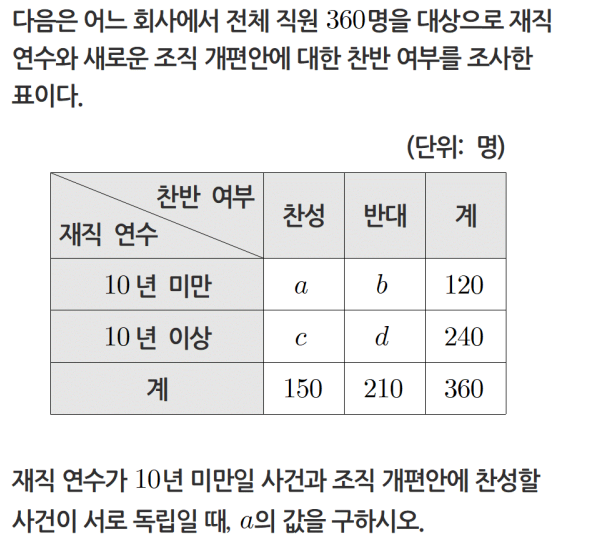 다음은 어느 회사에서 전체 직원 360명을 대상으로 재직
연수와 새로운 조직 개편안에 대한 찬반 여부를 조사한
표이다.
(단위: 명)
찬반 여부
재직 연수
찬성 반대 계
10년 미만 a b 120
10년 이상 c d 240
계 150 210 360
재직 연수가 10년 미만일 사건과 조직 개편안에 찬성할
사건이 서로 독립일 때, a의 값을 구하시오.